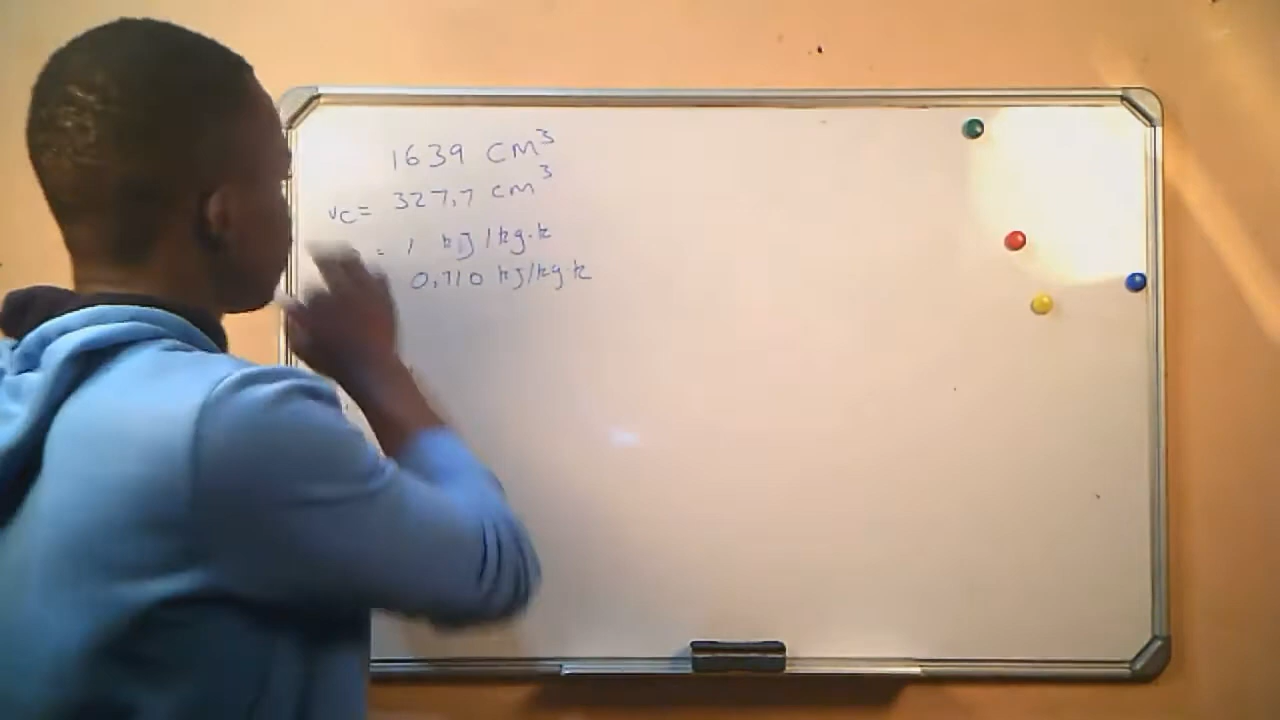 1639 cm³
vc = 327,7 cm³
= 1 kJ/kg.k
0,710 kJ/kg.k